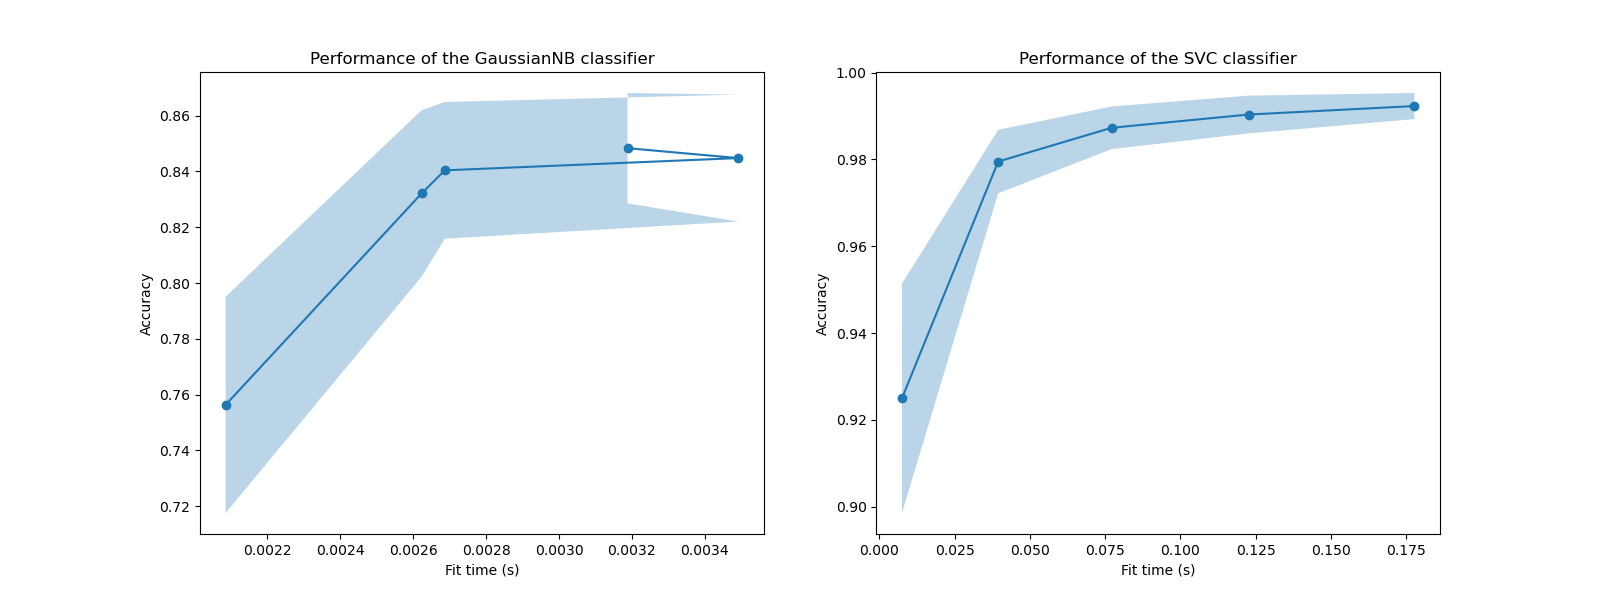 Performance of the GaussianNB classifier
0.86
0.84
0.82
0.80
0.78
0.76
0.74
0.72
Accuracy
0.0022 0.0024 0.0026 0.0028 0.0030 0.0032 0.0034
Fit time (s)
Performance of the SVC classifier
1.00
0.98
0.96
0.94
0.92
0.90
Accuracy
0.000 0.025 0.050 0.075 0.100 0.125 0.150 0.175
Fit time (s)